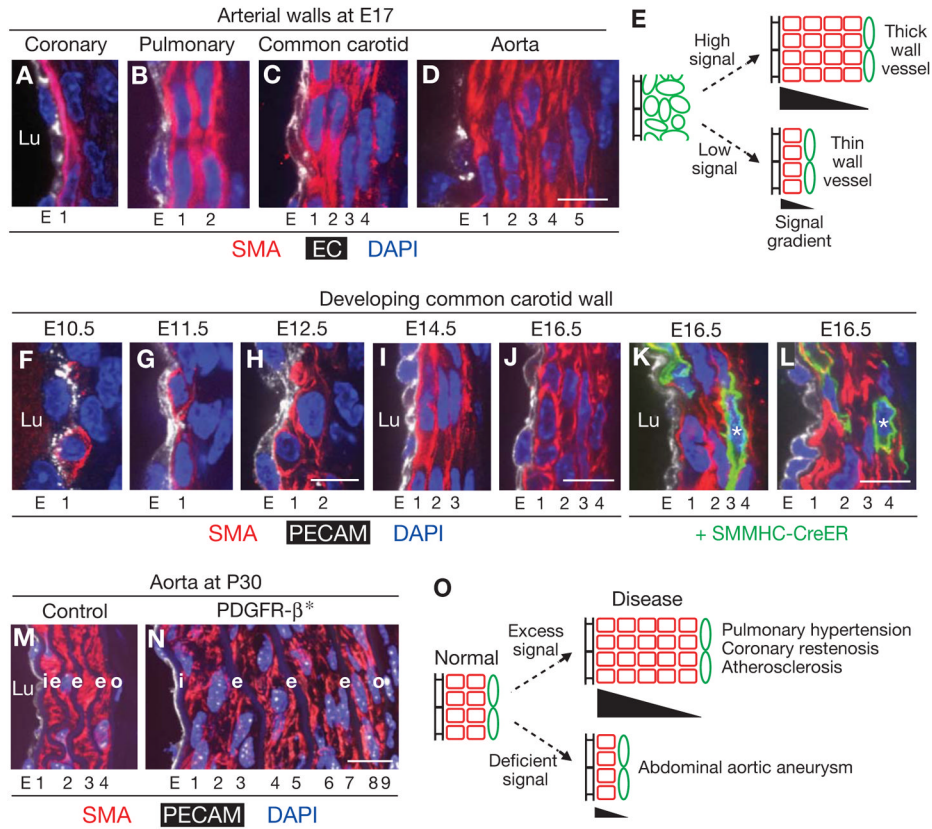 Arterial walls at E17
Coronary Pulmonary Common carotid Aorta
A B C D
Lu
E 1 E 1 2 E 1 2 3 4 E 1 2 3 4 5
SMA EC DAPI
E
High signal
Low signal
Thick wall vessel
Thin wall vessel
Signal gradient
Developing common carotid wall
E10.5 E11.5 E12.5 E14.5 E16.5 E16.5 E16.5
F G H I J K L
Lu Lu Lu
* *
E 1 E 1 E 1 2 E 1 2 3 E 1 2 3 4 E 1 2 3 4 E 1 2 3 4
SMA PECAM DAPI + SMMHC-CreER
Aorta at P30
Control PDGFR-β*
M N
Lu i e e e o i e e e o
E 1 2 3 4 E 1 2 3 4 5 6 7 8 9
SMA PECAM DAPI
O
Disease
Normal
Excess signal
Deficient signal
Pulmonary hypertension
Coronary restenosis
Atherosclerosis
Abdominal aortic aneurysm